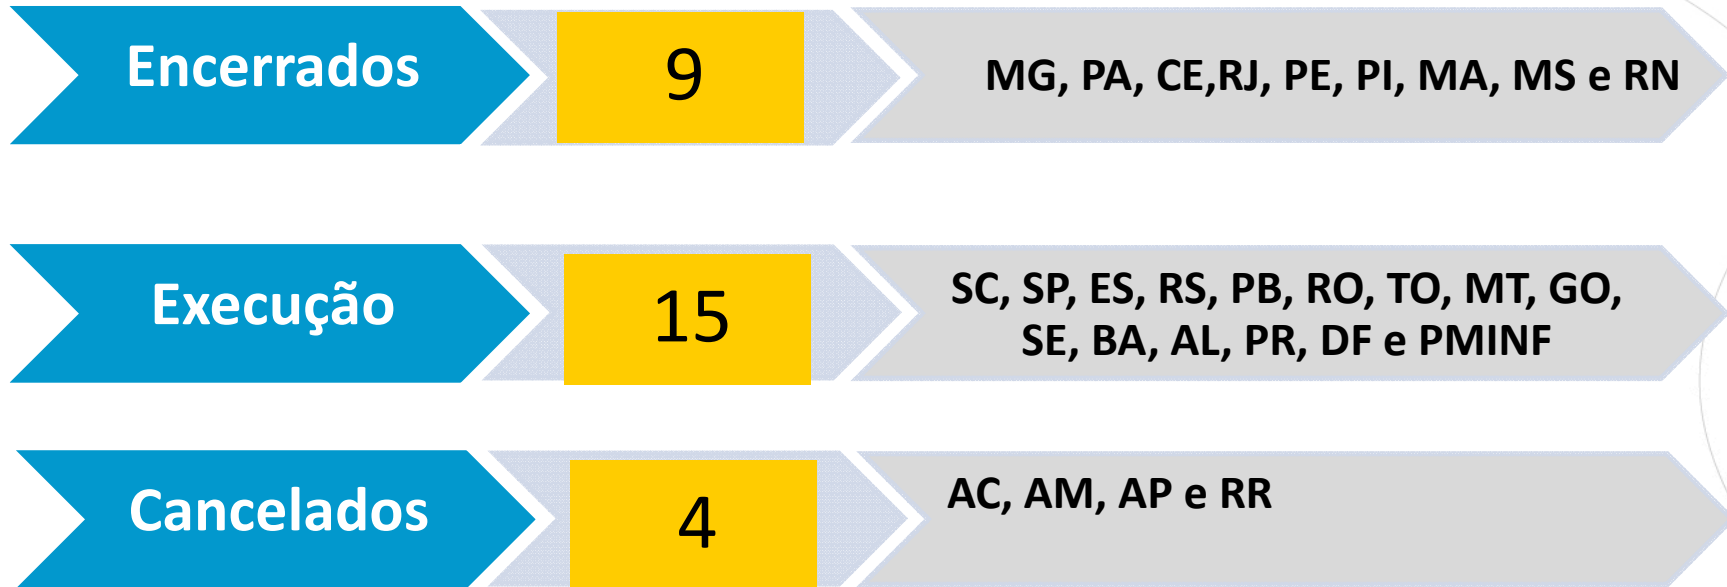 Encerrados
9
MG, PA, CE,RJ, PE, PI, MA, MS e RN
Execução
15
SC, SP, ES, RS, PB, RO, TO, MT, GO,
SE, BA, AL, PR, DF e PMINF
Cancelados
4
AC, AM, AP e RR